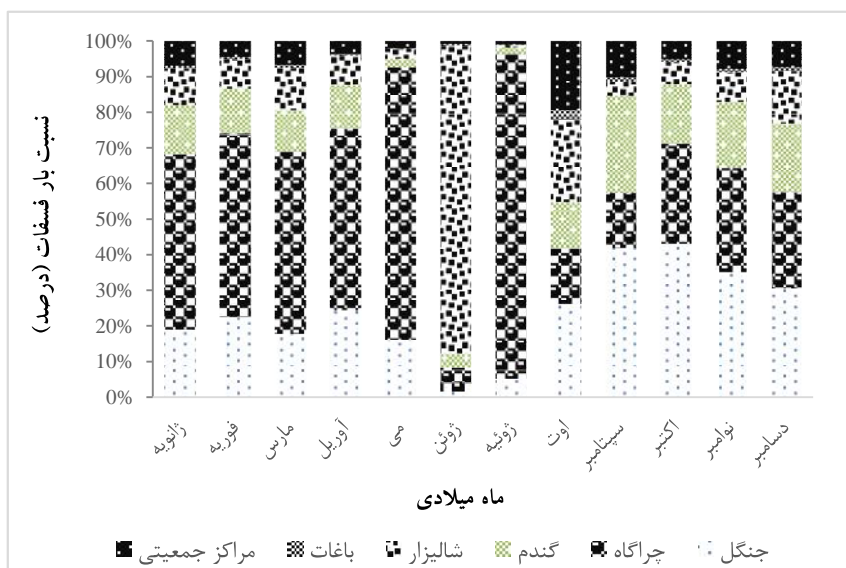 100%
90%
80%
70%
60%
50%
40%
30%
20%
10%
0%
نسبت بار فسفات (درصد)
ژانویه
فوریه
مارس
آوریل
می
ژوئن
ژوئیه
اوت
سپتامبر
اکتبر
نوامبر
دسامبر
ماه میلادی
جنگل چراگاه گندم شالیزار باغات مراکز جمعیتی